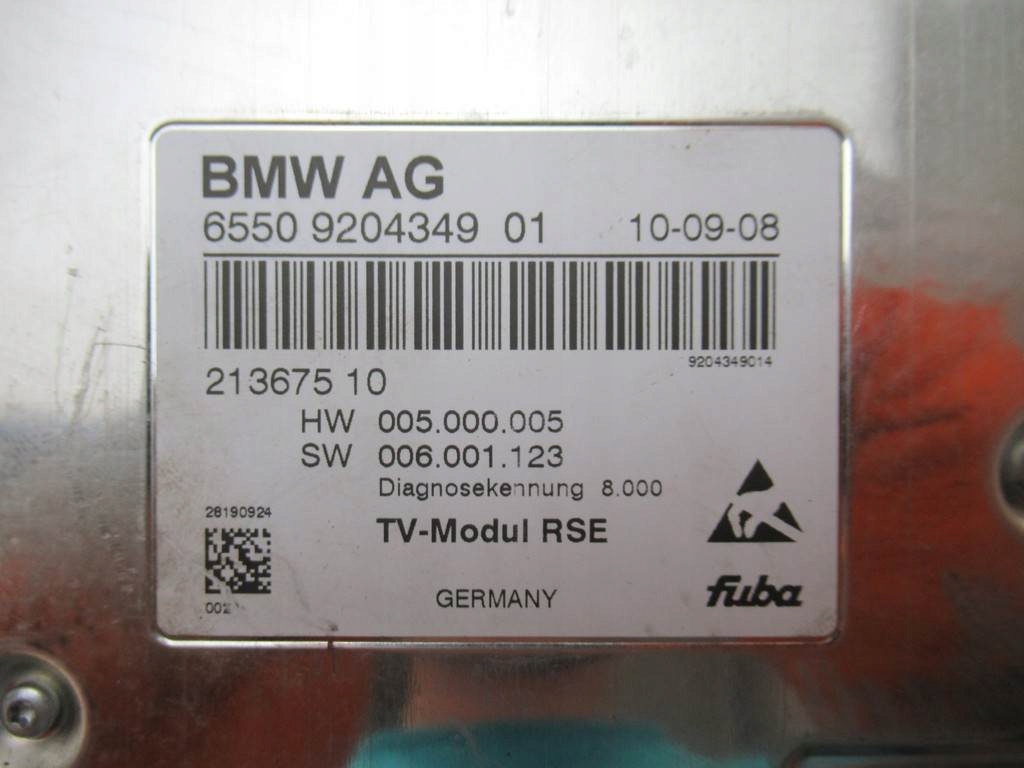 BMW AG
6550 9204349 01 10-09-08
9204349014
213675 10
HW 005.000.005
SW 006.001.123
Diagnosekennung 8.000
28190924
TV-Modul RSE
GERMANY
fuba